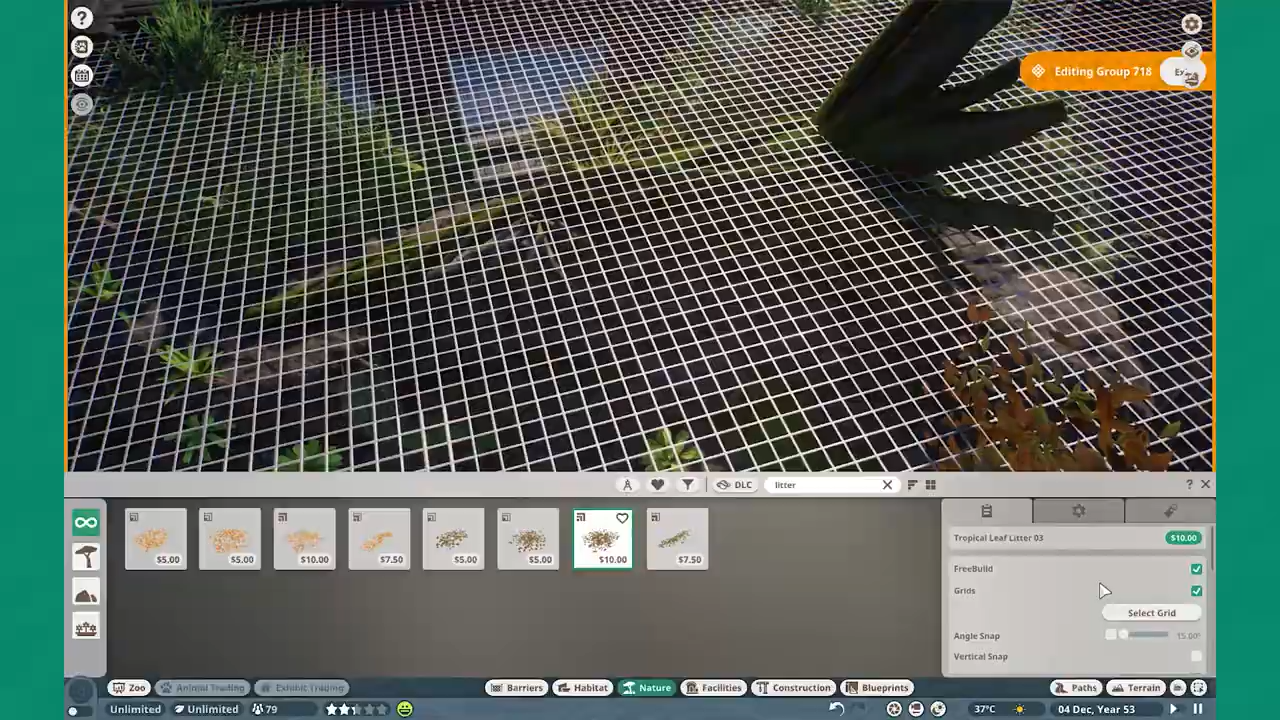 ?
Editing Group 718
DLC
litter
?
$5.00
$5.00
$10.00
$7.50
$5.00
$5.00
$10.00
$7.50
Tropical Leaf Litter 03
$10.00
FreeBuild
Grids
Select Grid
Angle Snap
15.00°
Vertical Snap
Zoo
Animal Trading
Exhibit Trading
Barriers
Habitat
Nature
Facilities
Construction
Blueprints
Paths
Terrain
Unlimited
Unlimited
79
37°C
04 Dec, Year 53